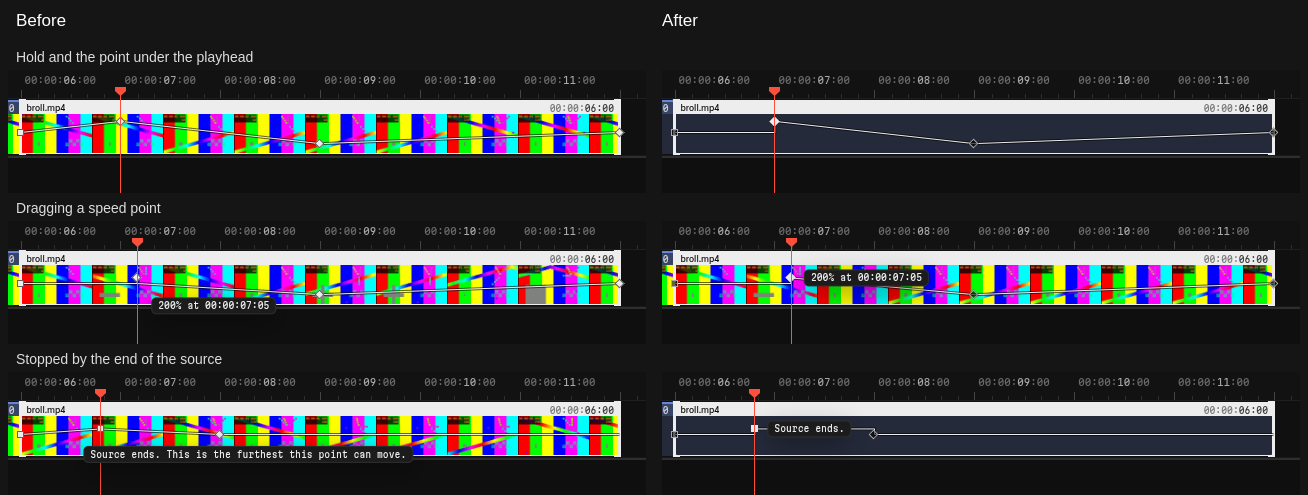 Before
After
Hold and the point under the playhead
00:00:06:00 00:00:07:00 00:00:08:00 00:00:09:00 00:00:10:00 00:00:11:00
00:00:06:00 00:00:07:00 00:00:08:00 00:00:09:00 00:00:10:00 00:00:11:00
0 broll.mp4 00:00:06:00
0 broll.mp4 00:00:06:00
Dragging a speed point
00:00:06:00 00:00:07:00 00:00:08:00 00:00:09:00 00:00:10:00 00:00:11:00
00:00:06:00 00:00:07:00 00:00:08:00 00:00:09:00 00:00:10:00 00:00:11:00
0 broll.mp4 00:00:06:00
0 broll.mp4 00:00:06:00
200% at 00:00:07:05
200% at 00:00:07:05
Stopped by the end of the source
00:00:06:00 00:00:07:00 00:00:08:00 00:00:09:00 00:00:10:00 00:00:11:00
00:00:06:00 00:00:07:00 00:00:08:00 00:00:09:00 00:00:10:00 00:00:11:00
0 broll.mp4 00:00:06:00
0 broll.mp4 00:00:06:00
Source ends. This is the furthest this point can move.
Source ends.